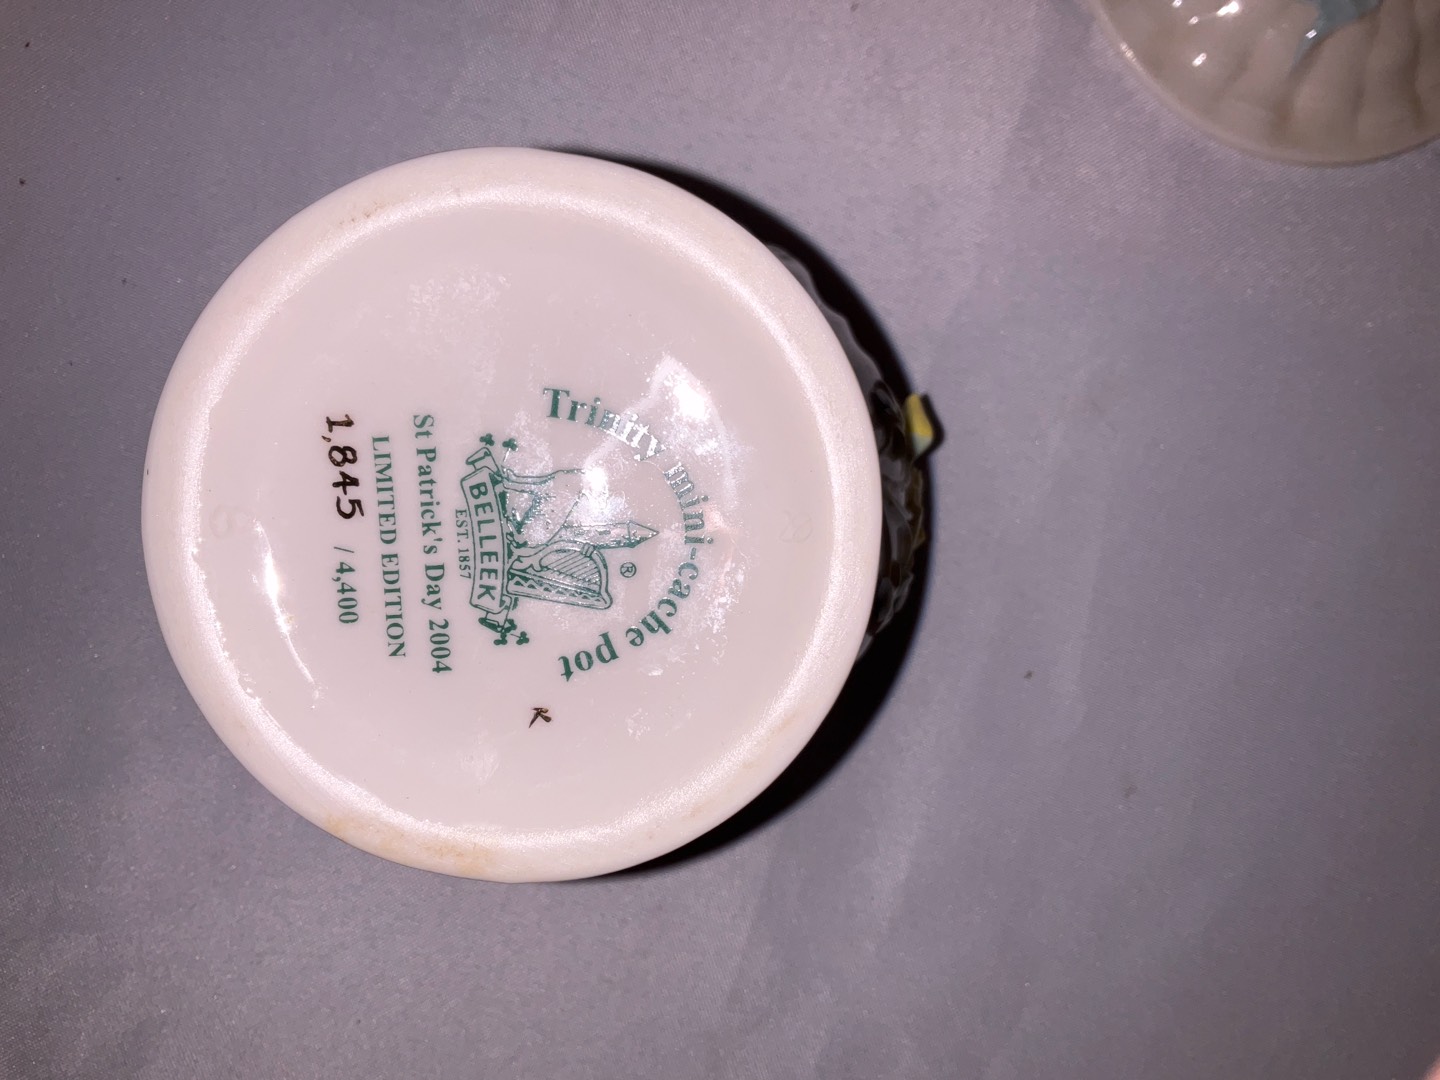 Trinity mini-cache pot
®
BELLEEK
EST. 1857
St Patrick's Day 2004
LIMITED EDITION
1,845 / 4,400
K